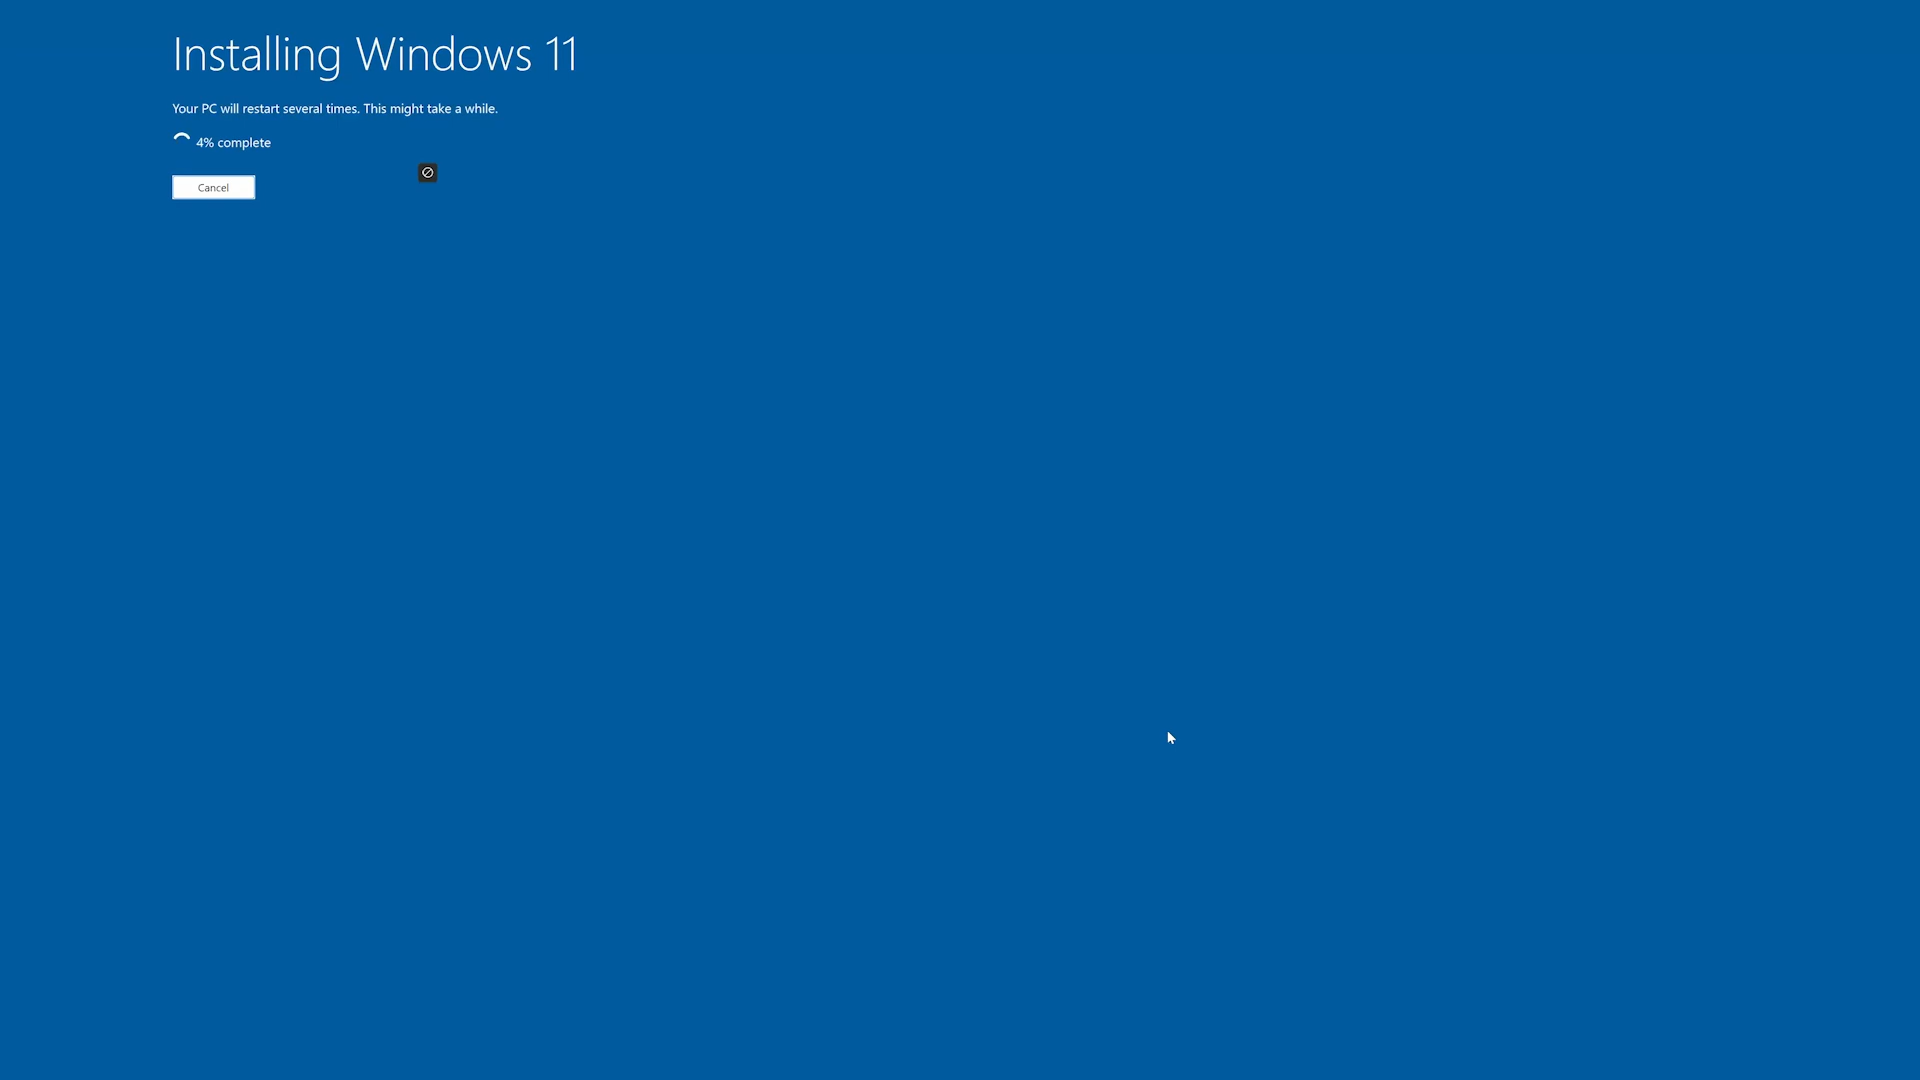 Installing Windows 11
Your PC will restart several times. This might take a while.
4% complete
Cancel